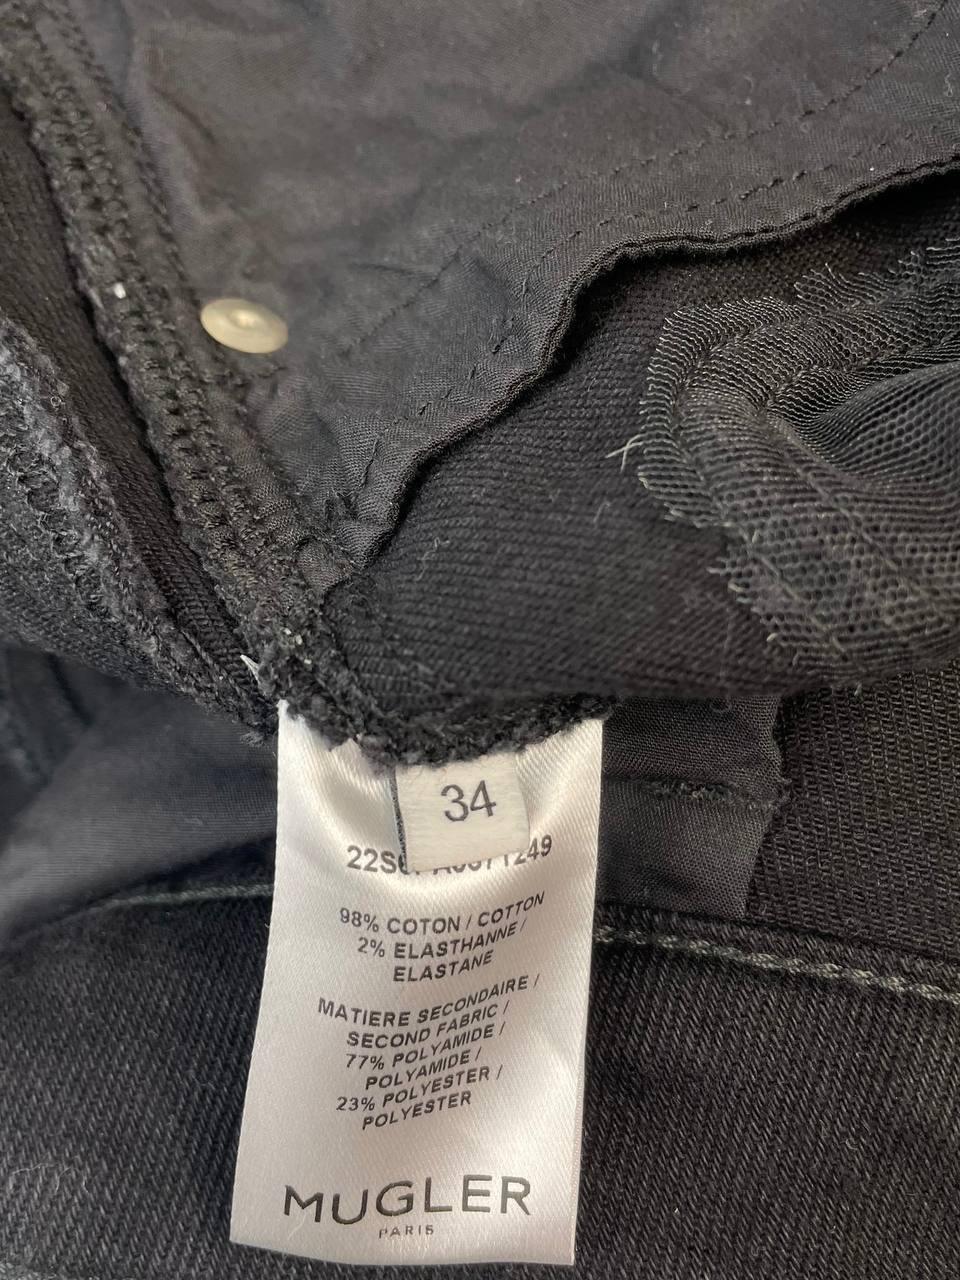 34
98% COTON / COTTON
2% ELASTHANNE /
ELASTANE
MATIERE SECONDAIRE /
SECOND FABRIC /
77% POLYAMIDE /
POLYAMIDE /
23% POLYESTER /
POLYESTER
MUGLER
PARIS